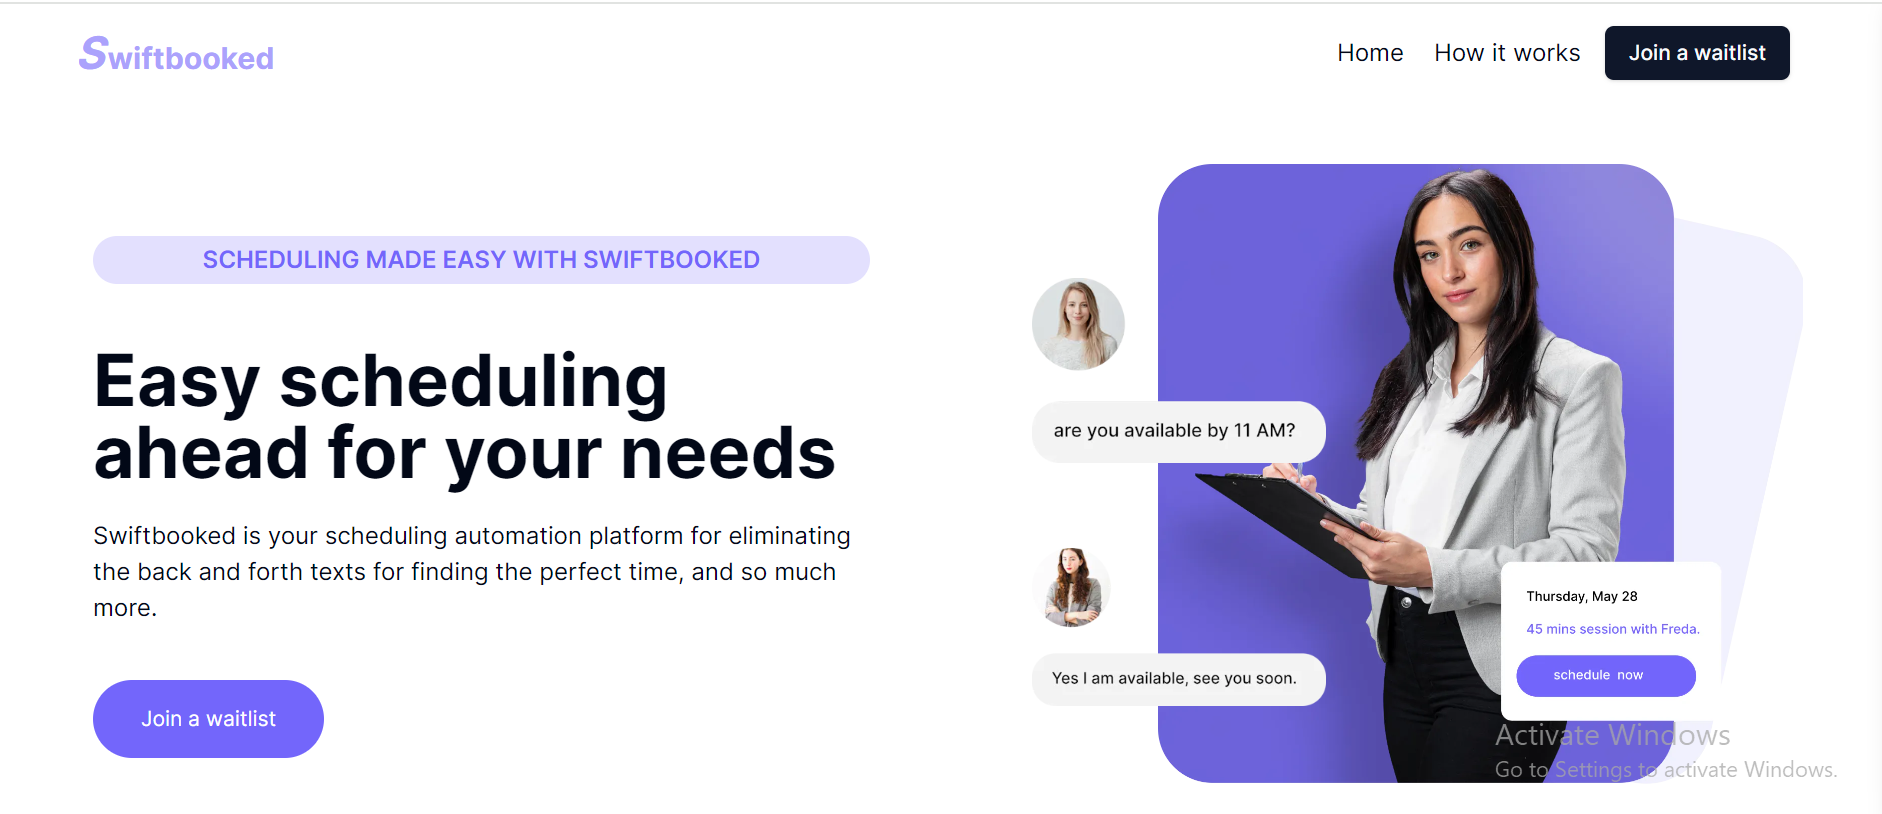 Swiftbooked
Home
How it works
Join a waitlist
SCHEDULING MADE EASY WITH SWIFTBOOKED
Easy scheduling
ahead for your needs
Swiftbooked is your scheduling automation platform for eliminating
the back and forth texts for finding the perfect time, and so much
more.
Join a waitlist
are you available by 11 AM?
Yes I am available, see you soon.
Thursday, May 28
45 mins session with Freda.
schedule now
Activate Windows
Go to Settings to activate Windows.